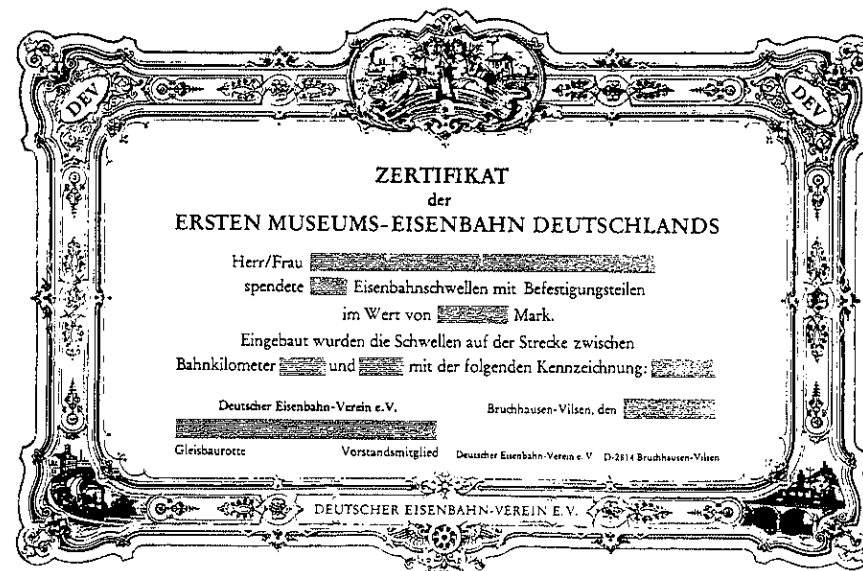 DEV
DEV
ZERTIFIKAT
der
ERSTEN MUSEUMS-EISENBAHN DEUTSCHLANDS
Herr/Frau
spendete Eisenbahnschwellen mit Befestigungsteilen
im Wert von Mark.
Eingebaut wurden die Schwellen auf der Strecke zwischen
Bahnkilometer und mit der folgenden Kennzeichnung:
Deutscher Eisenbahn-Verein e.V. Bruchhausen-Vilsen, den
Gleisbaurotte Vorstandsmitglied Deutscher Eisenbahn-Verein e. V D-2814 Bruchhausen-Vilsen
DEUTSCHER EISENBAHN-VEREIN E.V.